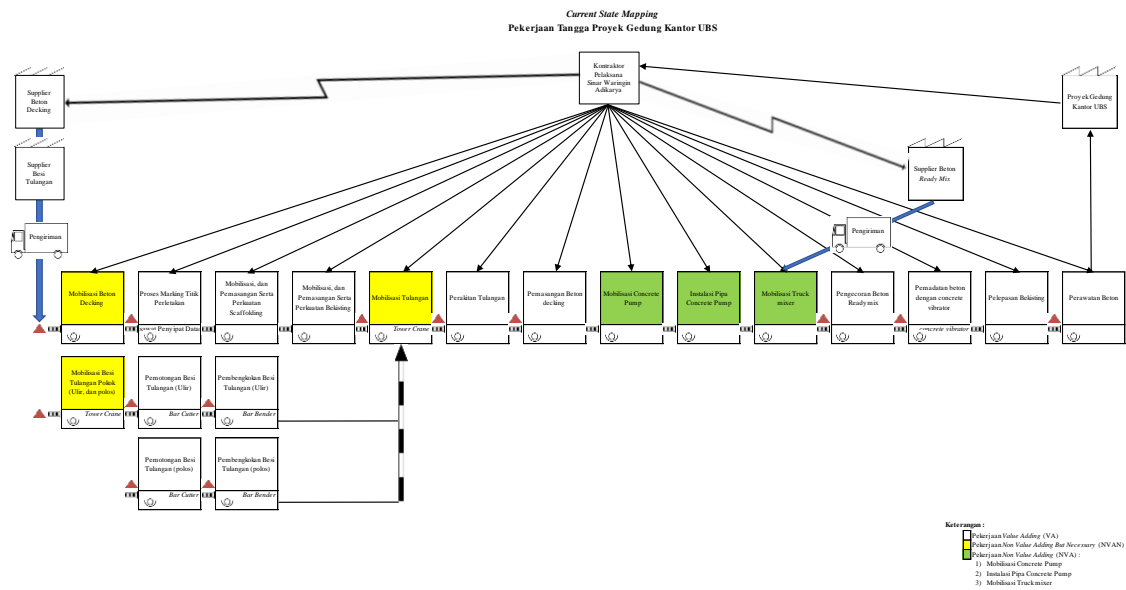 Current State Mapping
Pekerjaan Tangga Proyek Gedung Kantor UBS
Kontraktor
Pelaksana
Sinar Waringin
Adikarya
Supplier
Beton
Decking
Proyek Gedung
Kantor UBS
Supplier
Besi
Tulangan
Supplier Beton
Ready Mix
Pengiriman
Pengiriman
Mobilisasi Beton
Decking
Proses Marking Titik
Perletakan
Penyipat Datar
Mobilisasi, dan
Pemasangan Serta
Perkuatan
Scaffolding
Mobilisasi, dan
Pemasangan Serta
Perkuatan Bekisting
Mobilisasi Tulangan
Tower Crane
Perakitan Tulangan
Pemasangan Beton
decking
Mobilisasi Concrete
Pump
Instalasi Pipa
Concrete Pump
Mobilisasi Truck
mixer
Pengecoran Beton
Readymix
Pemadatan beton
dengan concrete
vibrator
concrete vibrator
Pelepasan Bekisting
Perawatan Beton
Mobilisasi Besi
Tulangan Pokok
(Ulir, dan polos)
Tower Crane
Pemotongan Besi
Tulangan (Ulir)
Bar Cutter
Pembengkokan Besi
Tulangan (Ulir)
Bar Bender
Pemotongan Besi
Tulangan (polos)
Bar Cutter
Pembengkokan Besi
Tulangan (polos)
Bar Bender
Keterangan :
Pekerjaan Value Adding (VA)
Pekerjaan Non Value Adding But Necessary (NVAN)
Pekerjaan Non Value Adding (NVA) :
1) Mobilisasi Concrete Pump
2) Instalasi Pipa Concrete Pump
3) Mobilisasi Truckmixer